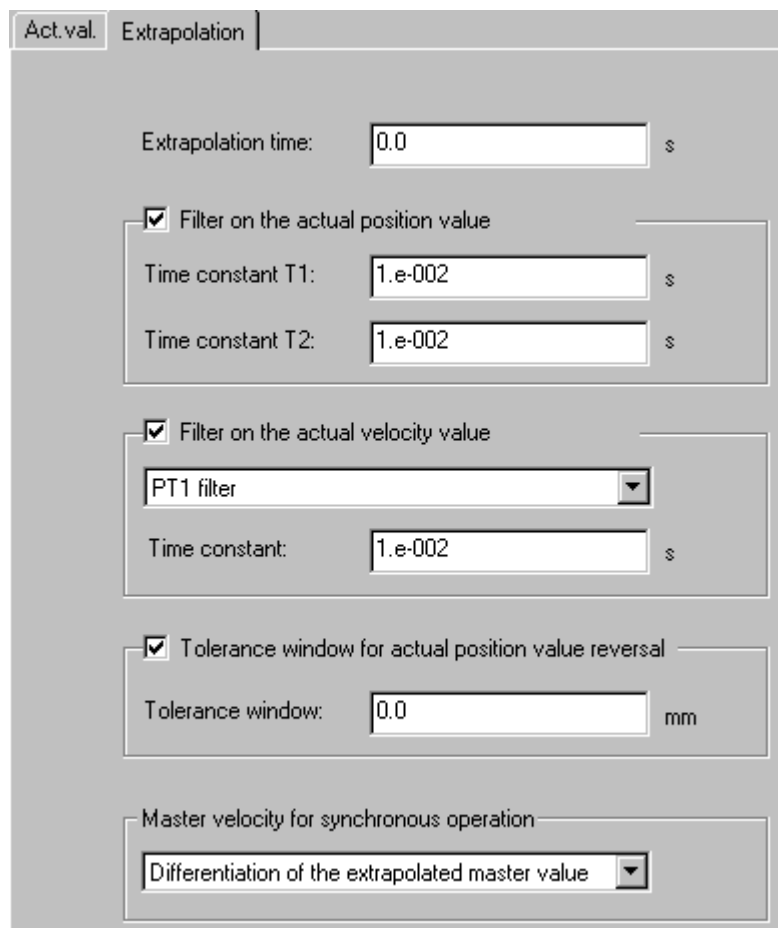 Act.val. Extrapolation
Extrapolation time: 0.0 s
Filter on the actual position value
Time constant T1: 1.e-002 s
Time constant T2: 1.e-002 s
Filter on the actual velocity value
PT1 filter
Time constant: 1.e-002 s
Tolerance window for actual position value reversal
Tolerance window: 0.0 mm
Master velocity for synchronous operation
Differentiation of the extrapolated master value